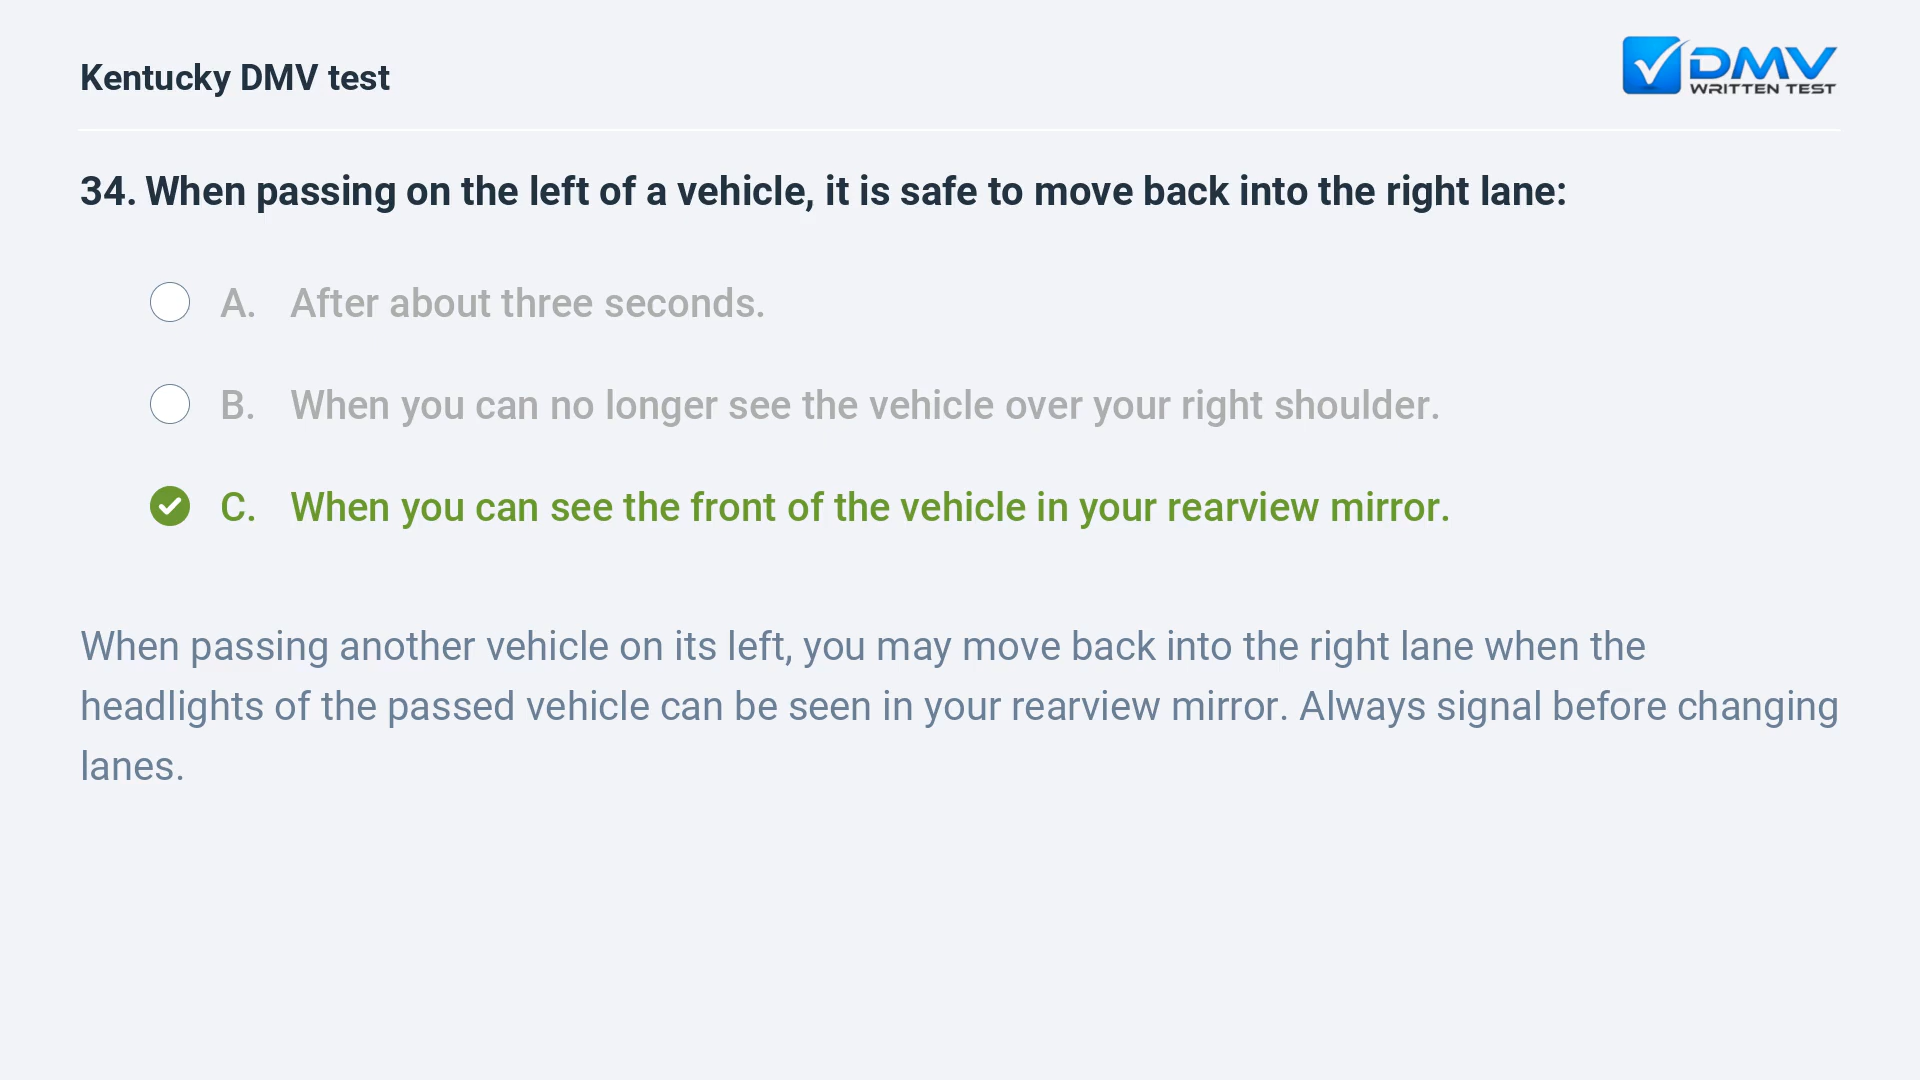 Kentucky DMV test
DMV
WRITTEN TEST
34. When passing on the left of a vehicle, it is safe to move back into the right lane:
A. After about three seconds.
B. When you can no longer see the vehicle over your right shoulder.
C. When you can see the front of the vehicle in your rearview mirror.
When passing another vehicle on its left, you may move back into the right lane when the
headlights of the passed vehicle can be seen in your rearview mirror. Always signal before changing
lanes.